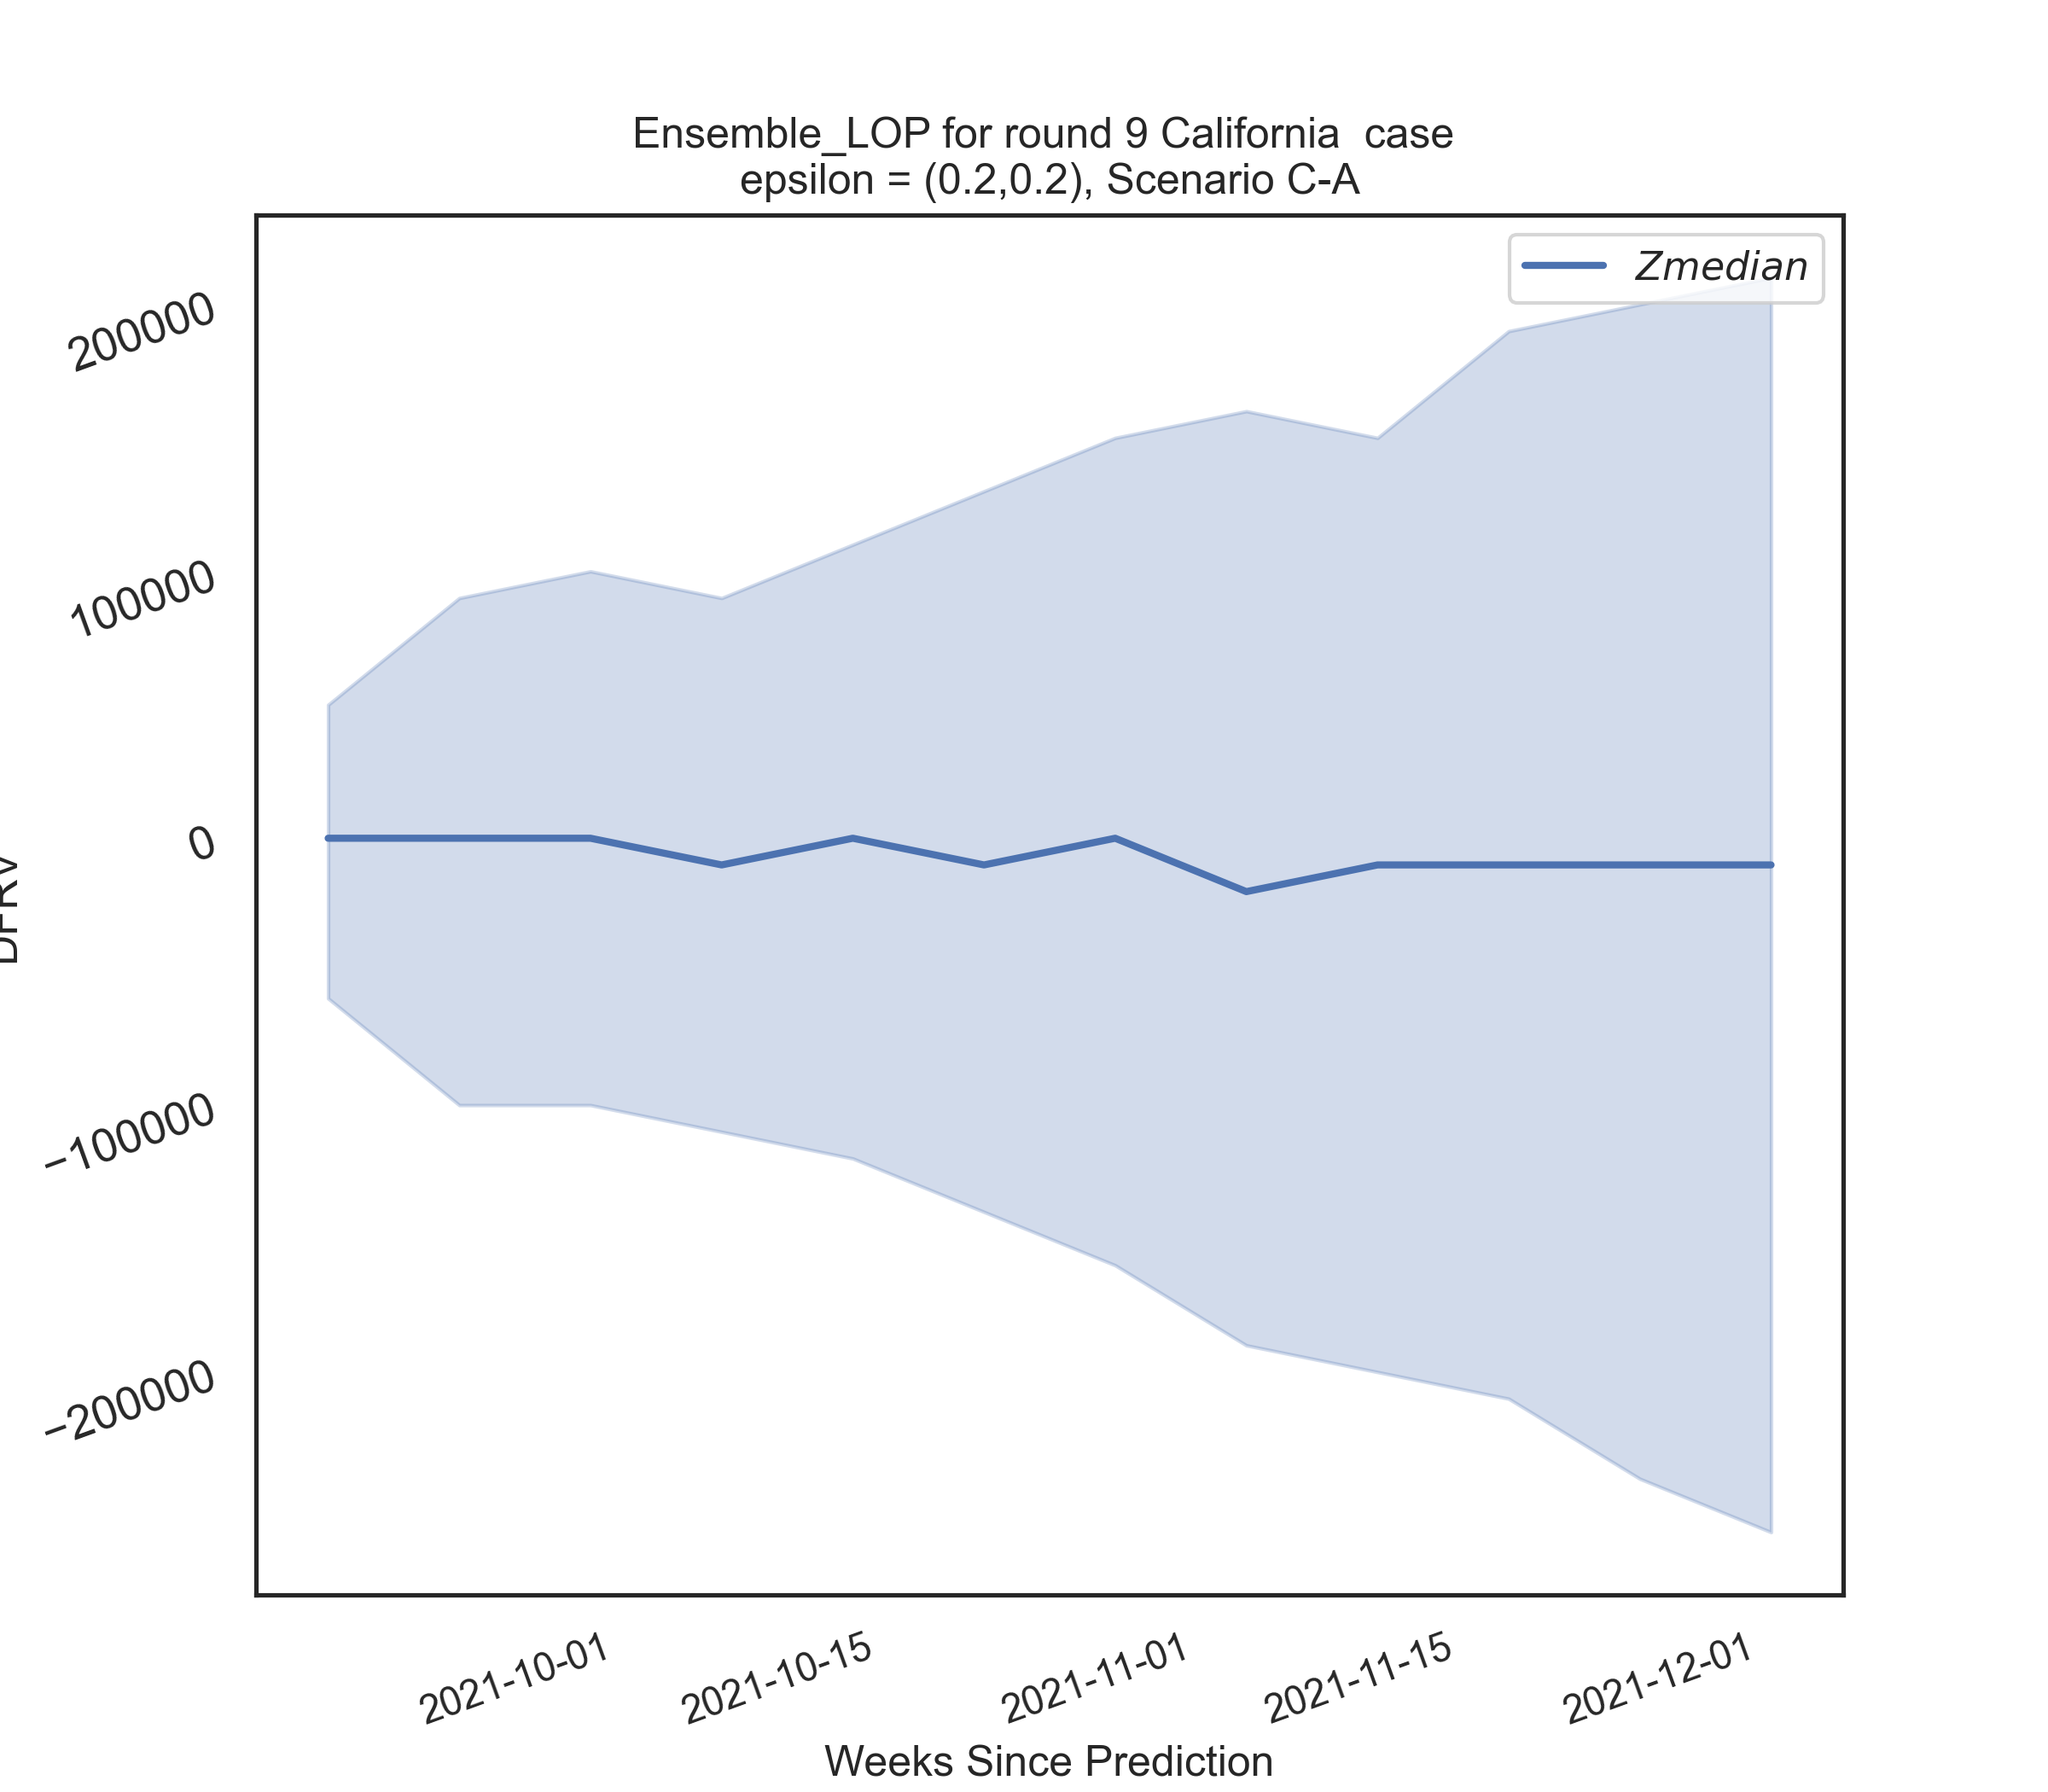 Ensemble_LOP for round 9 California  case
epsilon = (0.2,0.2), Scenario C-A
Zmedian
200000
100000
0
−100000
−200000
2021-10-01
2021-10-15
2021-11-01
2021-11-15
2021-12-01
Weeks Since Prediction